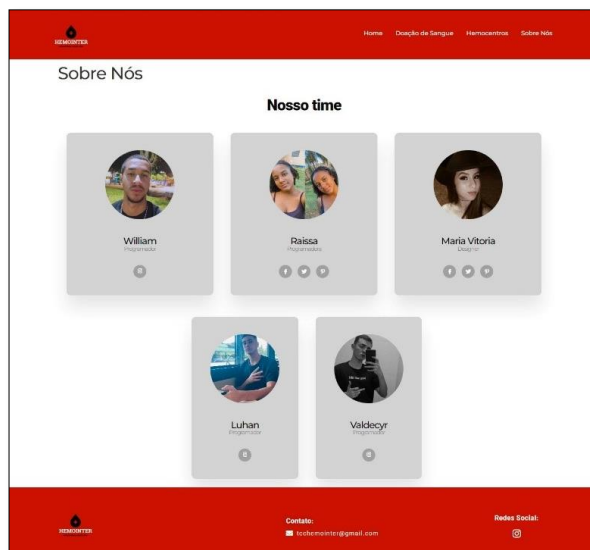 HEMOINTER
Home Doação de Sangue Hemocentros Sobre Nós
Sobre Nós
Nosso time
William Raissa Maria Vitoria
Programador Programadora Designer
Luhan Valdecyr
Programador Programador
HEMOINTER
Contato:
tcchemointer@gmail.com
Redes Social: